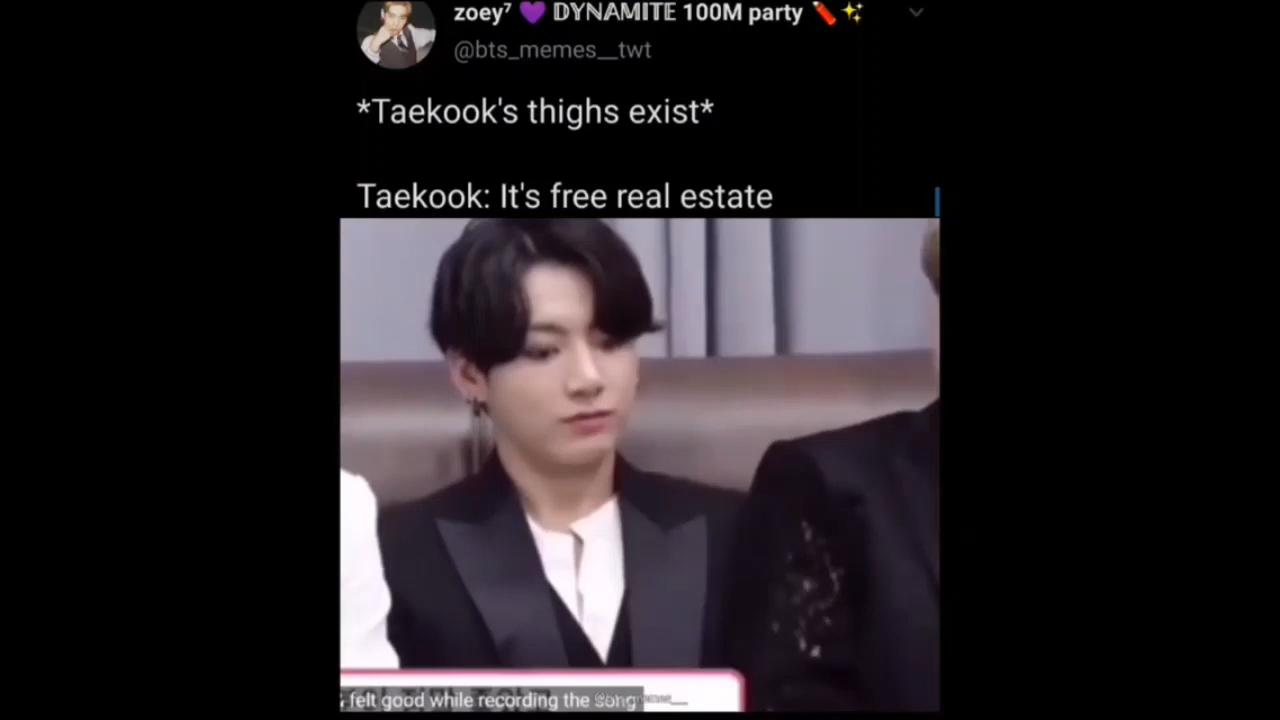 zoey⁷ 💜 𝔻𝕐ℕ𝔸𝕄𝕀𝕋𝔼 100M party 🧨✨
@bts_memes__twt
*Taekook's thighs exist*
Taekook: It's free real estate
felt good while recording the song